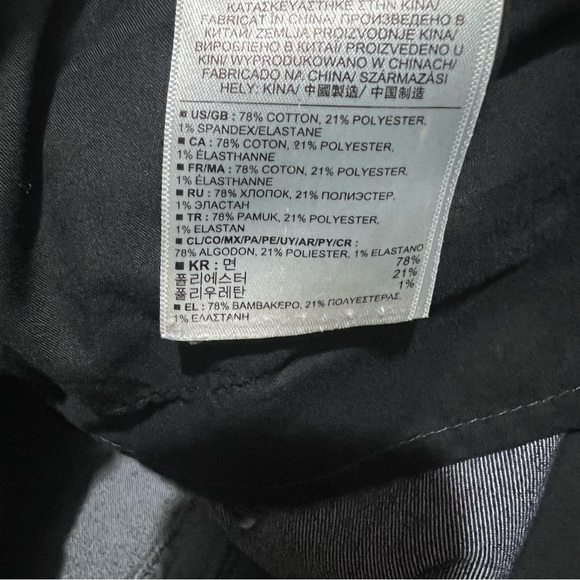 ΚΑΤΑΣΚΕΥΑΣΤΗΚΕ ΣΤΗΝ ΚΙΝΑ/
FABRICAT ÎN CHINA/ ПРОИЗВЕДЕНО В
КИТАЙ/ ZEMLJA PROIZVODNJE KINA/
ВИРОБЛЕНО В КИТАЇ/ PROIZVEDENO U
KINI/ WYPRODUKOWANO W CHINACH/
FABRICADO NA CHINA/ SZÁRMAZÁSI
HELY: KÍNA/ 中國製造/ 中国制造
■ US/GB : 78% COTTON, 21% POLYESTER,
1% SPANDEX/ELASTANE
■ CA : 78% COTON, 21% POLYESTER,
1% ÉLASTHANNE
■ FR/MA : 78% COTON, 21% POLYESTER,
1% ÉLASTHANNE
■ RU : 78% ХЛОПОК, 21% ПОЛИЭСТЕР,
1% ЭЛАСТАН
■ TR : 78% PAMUK, 21% POLYESTER,
1% ELASTAN
■ CL/CO/MX/PA/PE/UY/AR/PY/CR :
78% ALGODON, 21% POLIESTER, 1% ELASTANO
■ KR : 면 78%
폴리에스터 21%
폴리우레탄 1%
■ EL : 78% ΒΑΜΒΑΚΕΡΟ, 21% ΠΟΛΥΕΣΤΕΡΑΣ,
1% ΕΛΑΣΤΑΝΗ